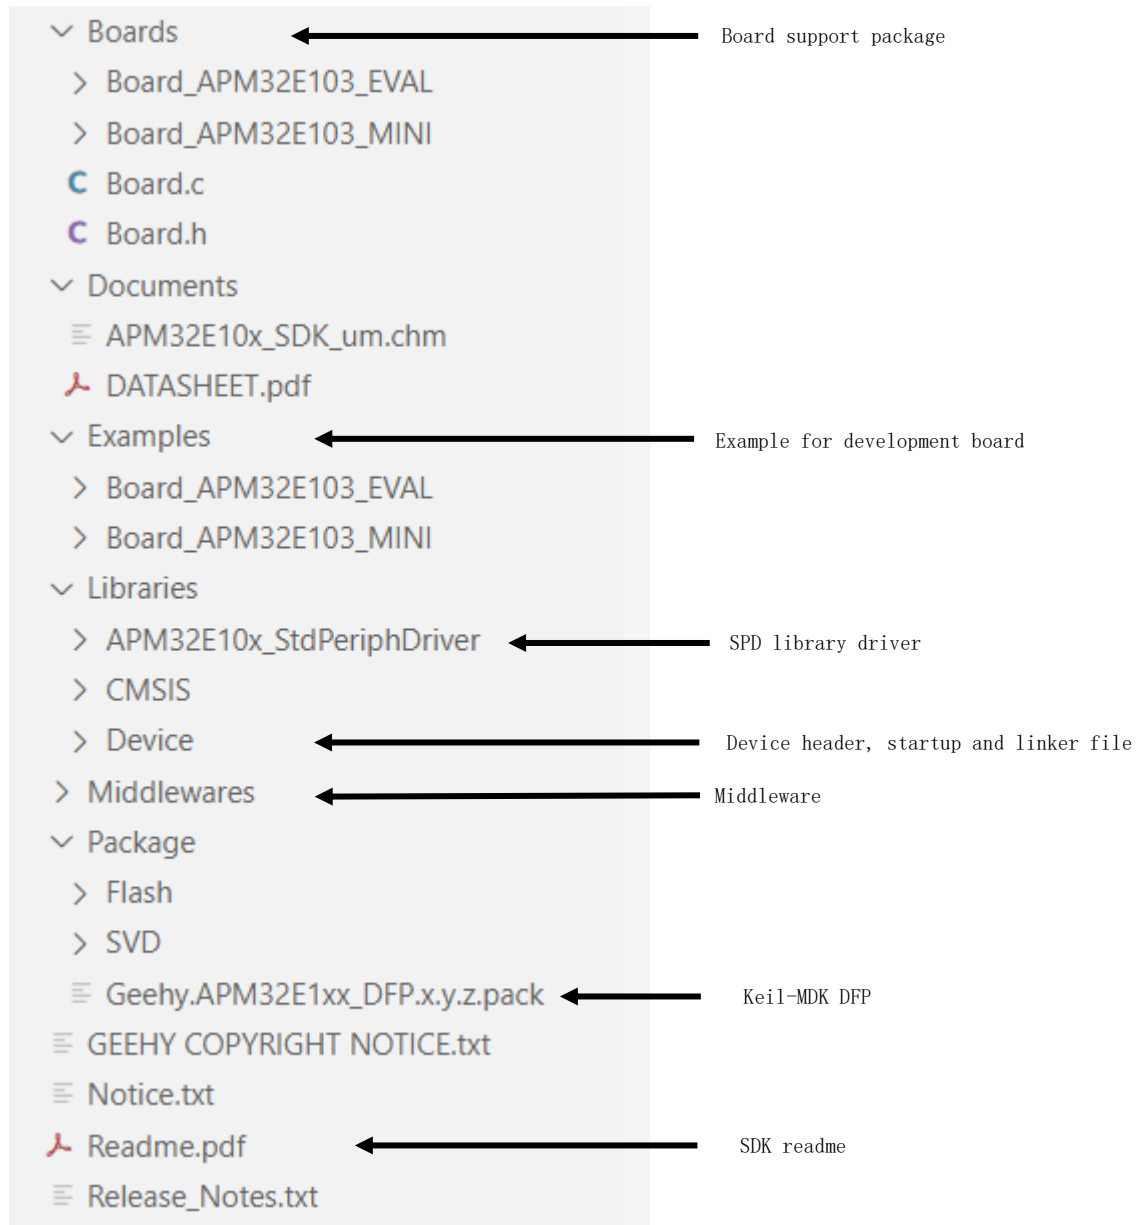 Boards
Board support package
Board_APM32E103_EVAL
Board_APM32E103_MINI
Board.c
Board.h
Documents
APM32E10x_SDK_um.chm
DATASHEET.pdf
Examples
Example for development board
Board_APM32E103_EVAL
Board_APM32E103_MINI
Libraries
APM32E10x_StdPeriphDriver
SPD library driver
CMSIS
Device
Device header, startup and linker file
Middlewares
Middleware
Package
Flash
SVD
Geehy.APM32E1xx_DFP.x.y.z.pack
Keil-MDK DFP
GEEHY COPYRIGHT NOTICE.txt
Notice.txt
Readme.pdf
SDK readme
Release_Notes.txt